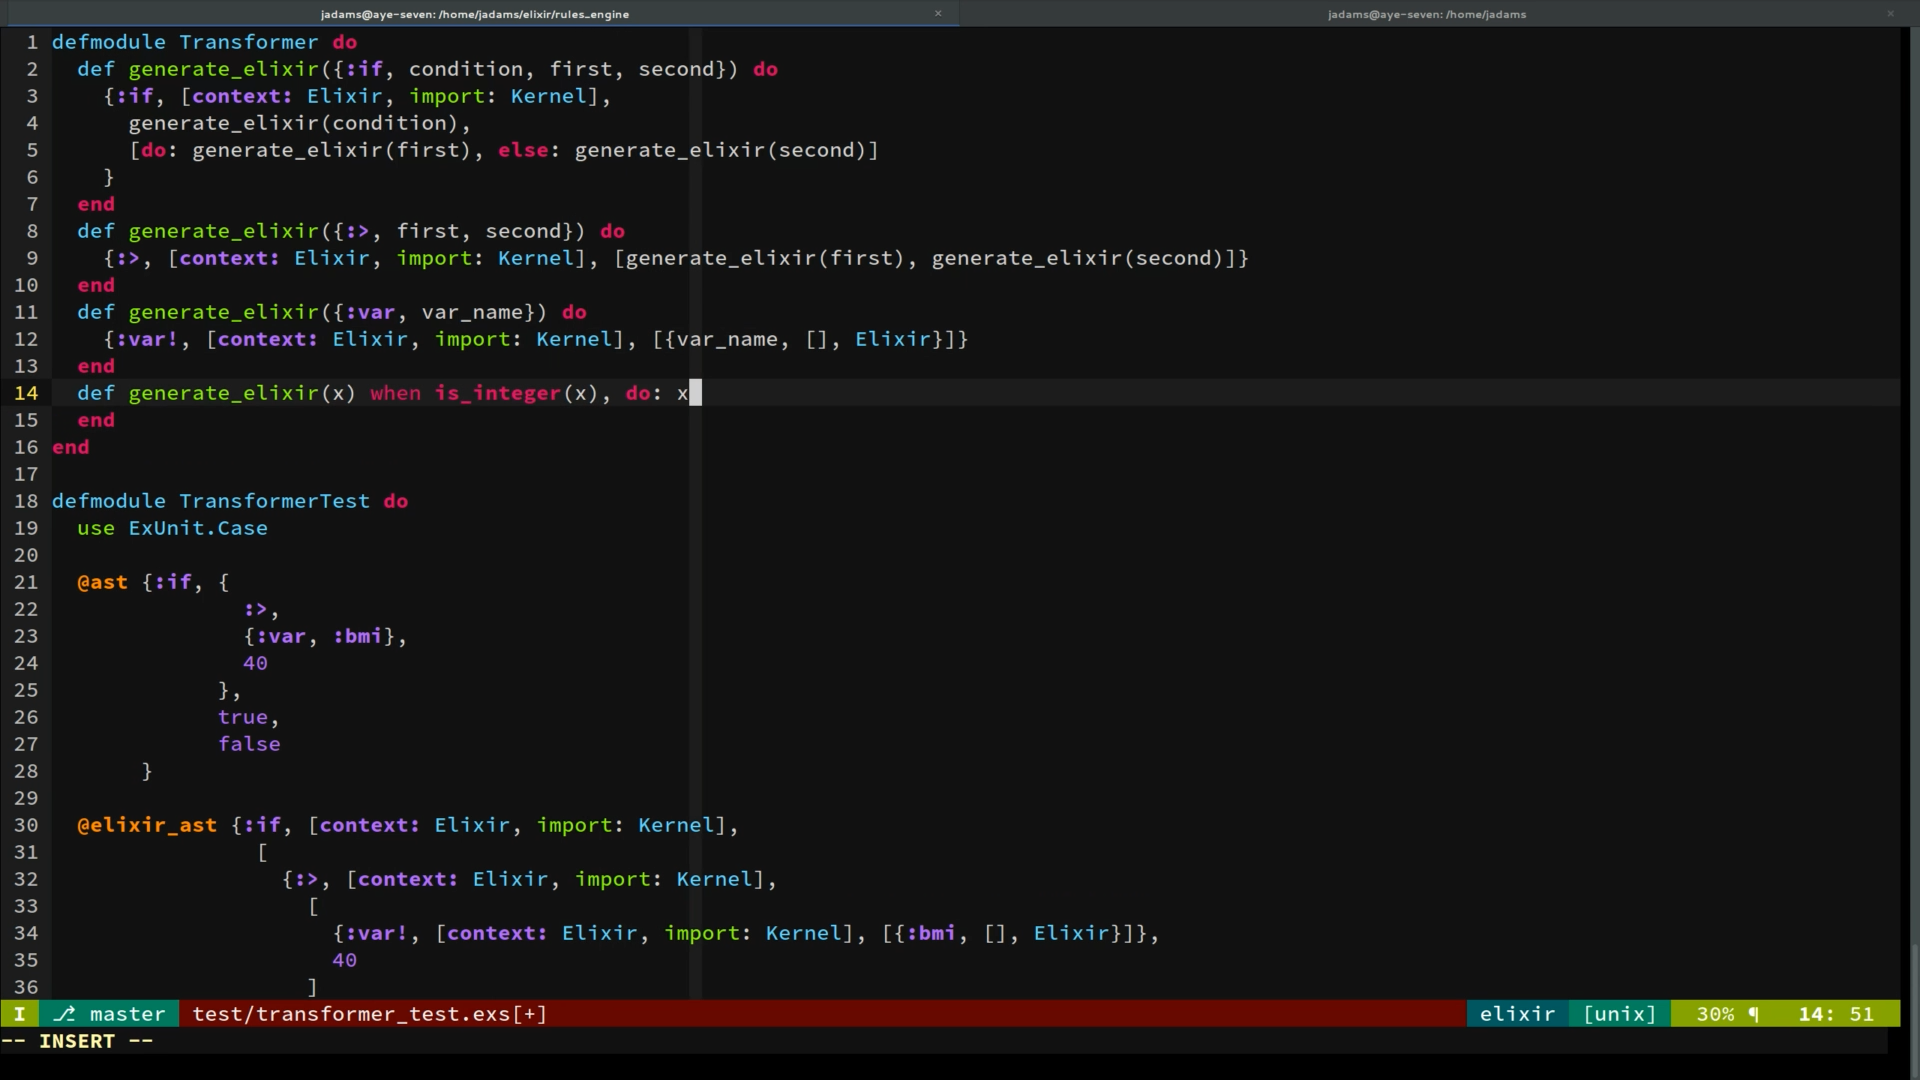 jadams@aye-seven: /home/jadams/elixir/rules_engine × jadams@aye-seven: /home/jadams ×
1 defmodule Transformer do
2   def generate_elixir({:if, condition, first, second}) do
3     {:if, [context: Elixir, import: Kernel],
4       generate_elixir(condition),
5       [do: generate_elixir(first), else: generate_elixir(second)]
6     }
7   end
8   def generate_elixir({:>, first, second}) do
9     {:>, [context: Elixir, import: Kernel], [generate_elixir(first), generate_elixir(second)]}
10   end
11   def generate_elixir({:var, var_name}) do
12     {:var!, [context: Elixir, import: Kernel], [{var_name, [], Elixir}]}
13   end
14   def generate_elixir(x) when is_integer(x), do: x
15   end
16 end
17
18 defmodule TransformerTest do
19   use ExUnit.Case
20
21   @ast {:if, {
22                :>,
23                {:var, :bmi},
24                40
25              },
26              true,
27              false
28        }
29
30   @elixir_ast {:if, [context: Elixir, import: Kernel],
31                 [
32                   {:>, [context: Elixir, import: Kernel],
33                     [
34                       {:var!, [context: Elixir, import: Kernel], [{:bmi, [], Elixir}]},
35                       40
36                     ]
I ⎇ master test/transformer_test.exs[+] elixir [unix] 30% ¶ 14: 51
-- INSERT --